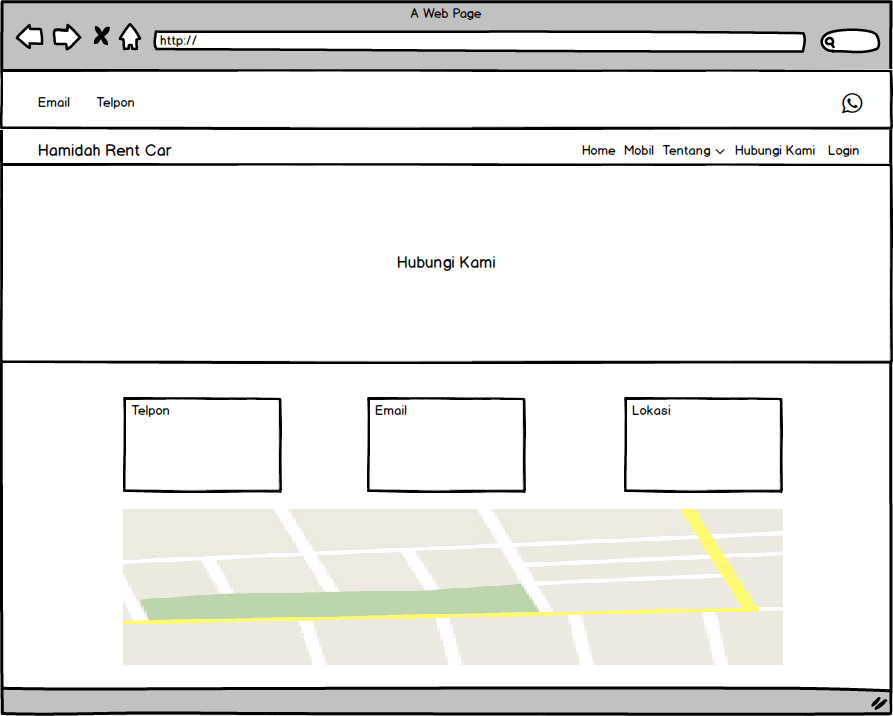 A Web Page
http://
Email Telpon
Hamidah Rent Car Home Mobil Tentang Hubungi Kami Login
Hubungi Kami
Telpon Email Lokasi